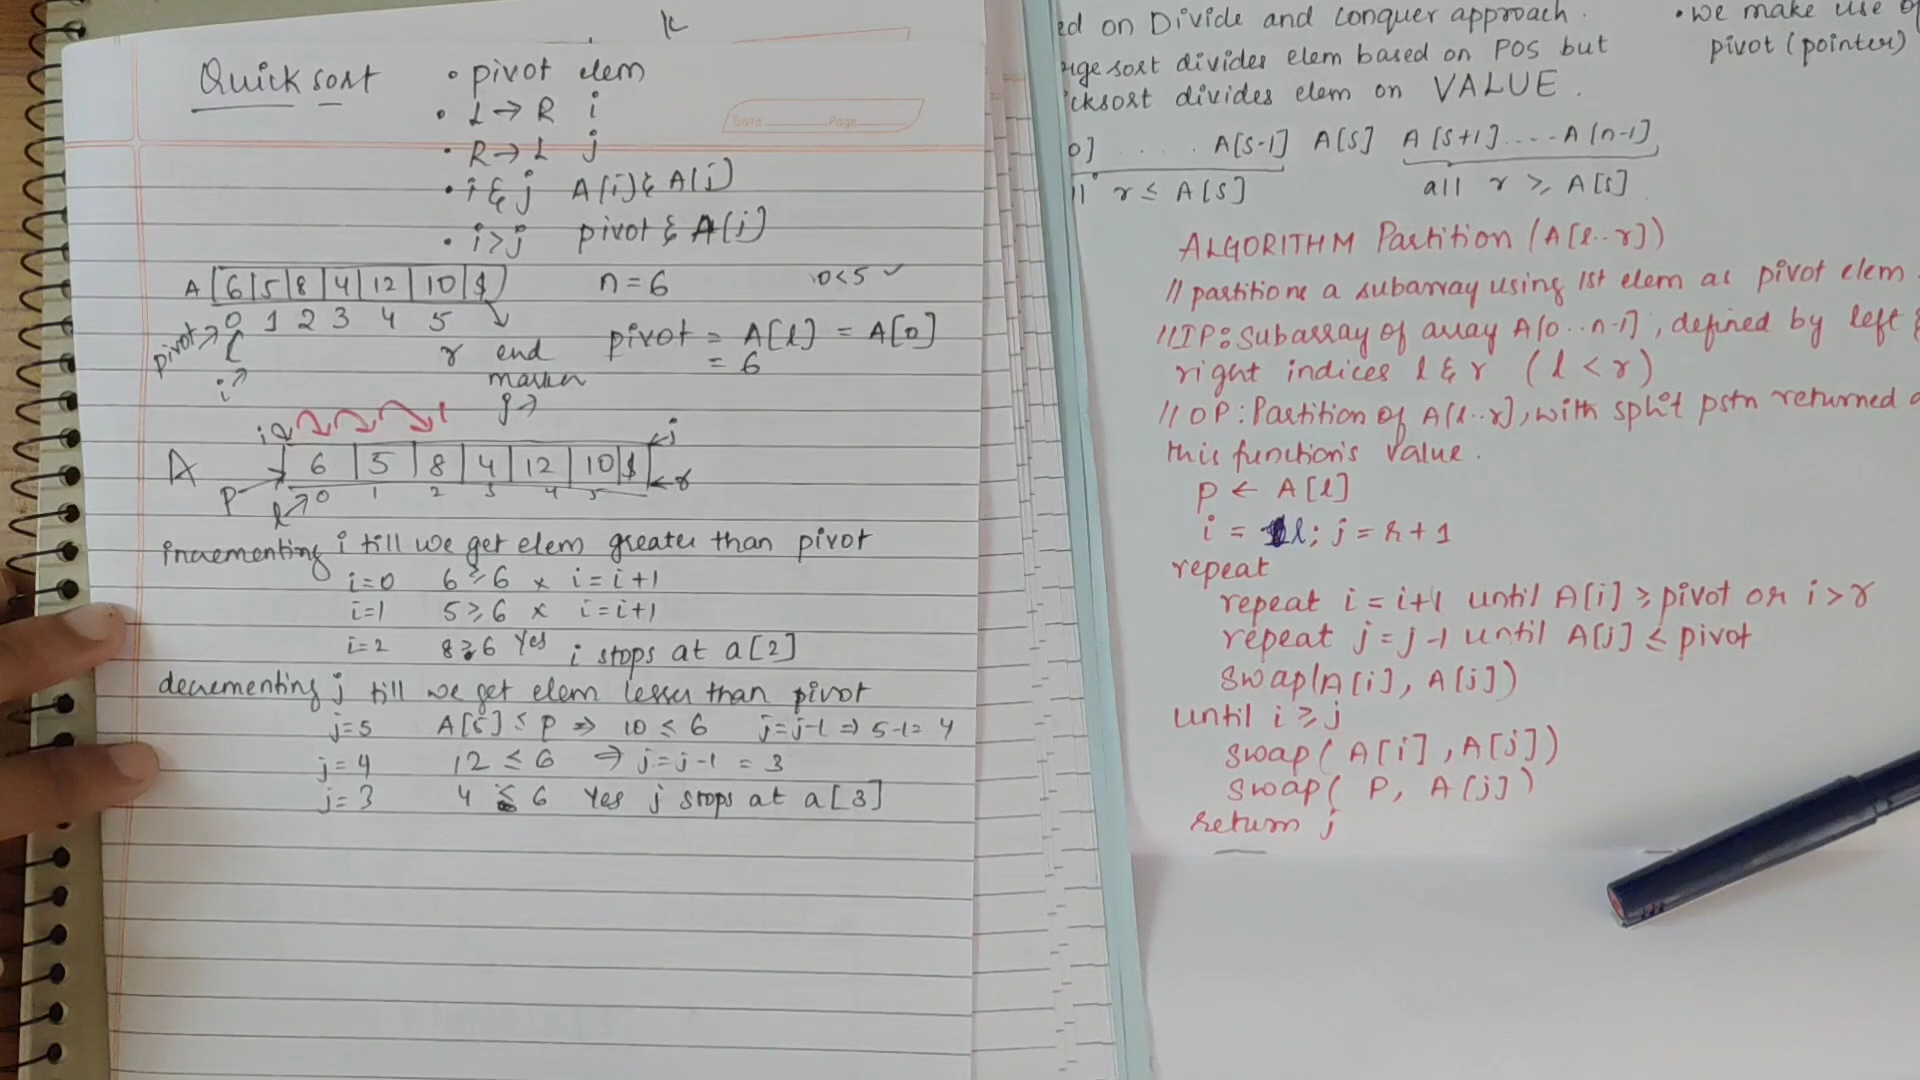 Quick sort
• pivot elem
• L → R i
• R → L j
• i & j A[i] & A[j]
• i > j pivot & A[j]
A 6 5 8 4 12 10 $
n = 6
0<5 ✓
0 1 2 3 4 5
pivot →
l
i
r
end marker
j →
pivot = A[l] = A[0]
= 6
i
j
A 6 5 8 4 12 10 $
P
r
l 0 1 2 3 4 5
incrementing i till we get elem greater than pivot
i=0 6 ≥ 6 × i = i+1
i=1 5 ≥ 6 × i = i+1
i=2 8 ≥ 6 Yes i stops at a[2]
decrementing j till we get elem lesser than pivot
j=5 A[5] ≤ p ⇒ 10 ≤ 6 j=j-1 ⇒ 5-1= 4
j= 4 12 ≤ 6 → j=j-1 = 3
j= 3 4 ≤ 6 Yes j stops at a[3]
Date Page
ed on Divide and conquer approach.
rge sort divides elem based on POS but
cksort divides elem on VALUE.
• we make use
pivot (pointer)
0] .... A[s-1] A[s] A[s+1]....A[n-1]
r ≤ A[s] all r ≥ A[s]
ALGORITHM Partition (A[l..r])
// partitions a subarray using 1st elem as pivot elem.
// IP: Subarray of array A[0..n-1], defined by left &
right indices l & r (l < r)
// OP: Partition of A[l..r], with split pstn returned
this function's value.
p ← A[l]
i = l; j = r + 1
repeat
repeat i = i+1 until A[i] ≥ pivot or i > r
repeat j = j-1 until A[j] ≤ pivot
swap(A[i], A[j])
until i ≥ j
swap( A[i], A[j])
swap( P, A[j])
return j